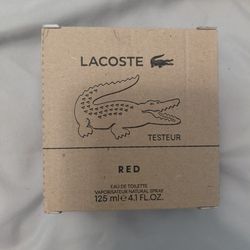 LACOSTE
TESTEUR
RED
EAU DE TOILETTE
VAPORISATEUR NATURAL SPRAY
125 ml e 4.1 FL.OZ.